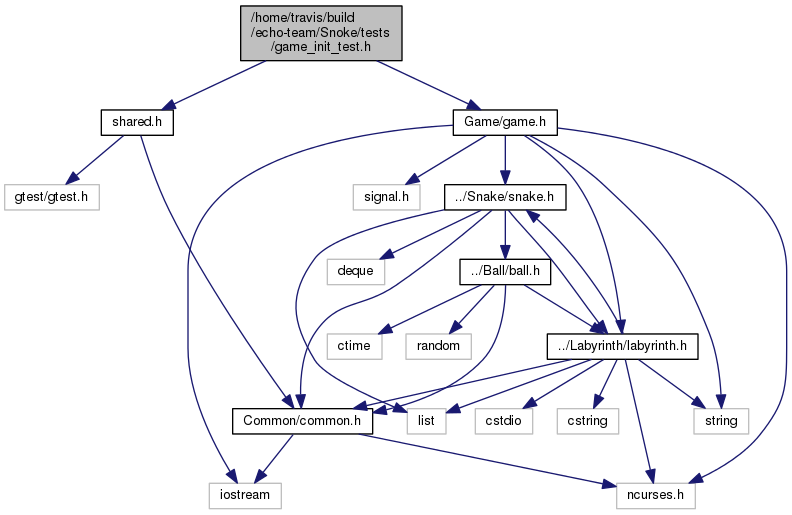 /home/travis/build
/echo-team/Snoke/tests
/game_init_test.h
shared.h
Game/game.h
gtest/gtest.h
signal.h
../Snake/snake.h
deque
../Ball/ball.h
ctime
random
../Labyrinth/labyrinth.h
Common/common.h
list
cstdio
cstring
string
iostream
ncurses.h